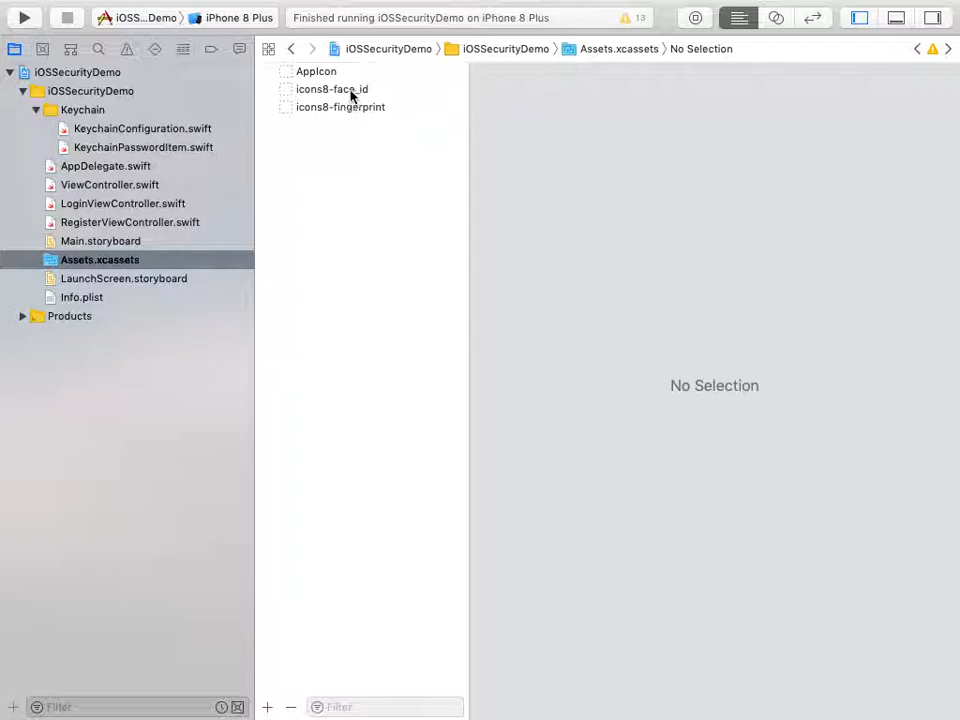 iOSS...Demo 〉 iPhone 8 Plus
Finished running iOSSecurityDemo on iPhone 8 Plus
13
iOSSecurityDemo 〉 iOSSecurityDemo 〉 Assets.xcassets 〉 No Selection
iOSSecurityDemo
iOSSecurityDemo
Keychain
KeychainConfiguration.swift
KeychainPasswordItem.swift
AppDelegate.swift
ViewController.swift
LoginViewController.swift
RegisterViewController.swift
Main.storyboard
Assets.xcassets
LaunchScreen.storyboard
Info.plist
Products
AppIcon
icons8-face_id
icons8-fingerprint
No Selection
Filter
Filter